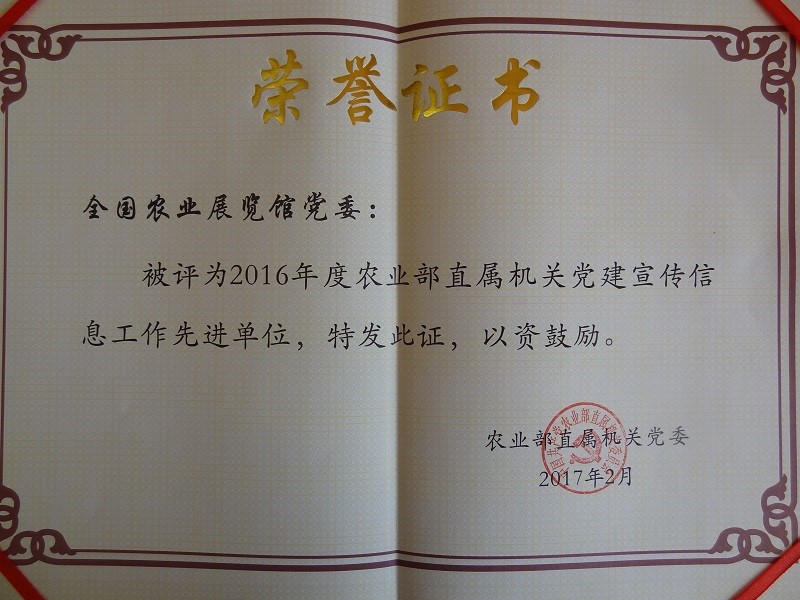 荣誉证书
全国农业展览馆党委：
被评为2016年度农业部直属机关党建宣传信
息工作先进单位，特发此证，以资鼓励。
农业部直属机关党委
2017年2月